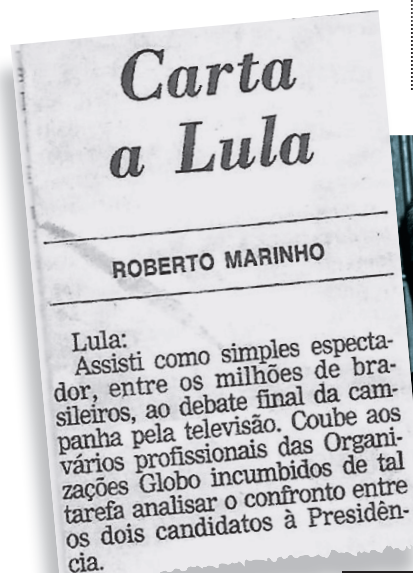 Carta
a Lula
ROBERTO MARINHO
Lula:
Assisti como simples especta-
dor, entre os milhões de bra-
sileiros, ao debate final da cam-
panha pela televisão. Coube aos
vários profissionais das Organi-
zações Globo incumbidos de tal
tarefa analisar o confronto entre
os dois candidatos à Presidên-
cia.